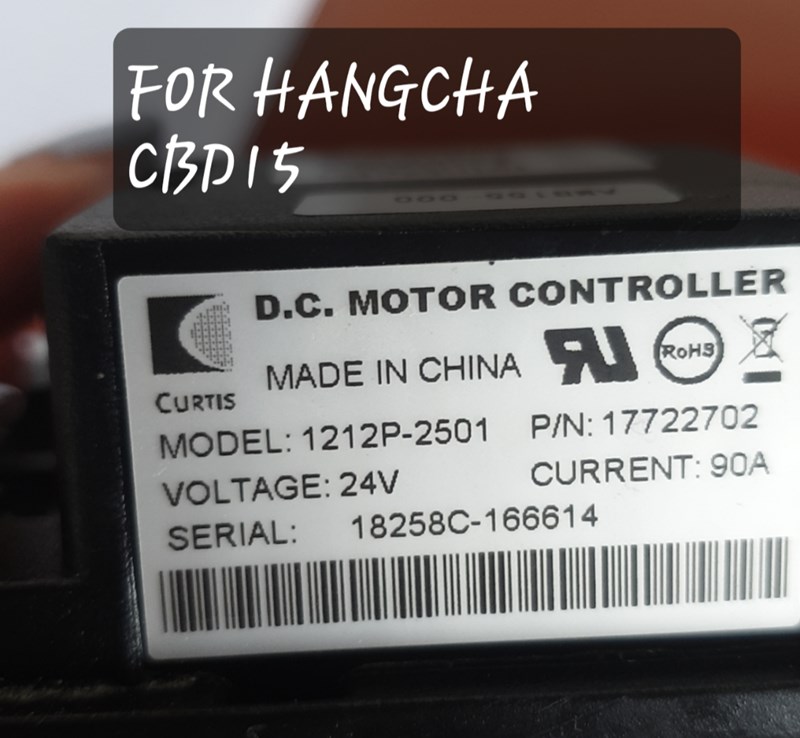 FOR HANGCHA
CBD15
D.C. MOTOR CONTROLLER
MADE IN CHINA
RoHS
CURTIS
MODEL: 1212P-2501 P/N: 17722702
VOLTAGE: 24V CURRENT: 90A
SERIAL: 18258C-166614